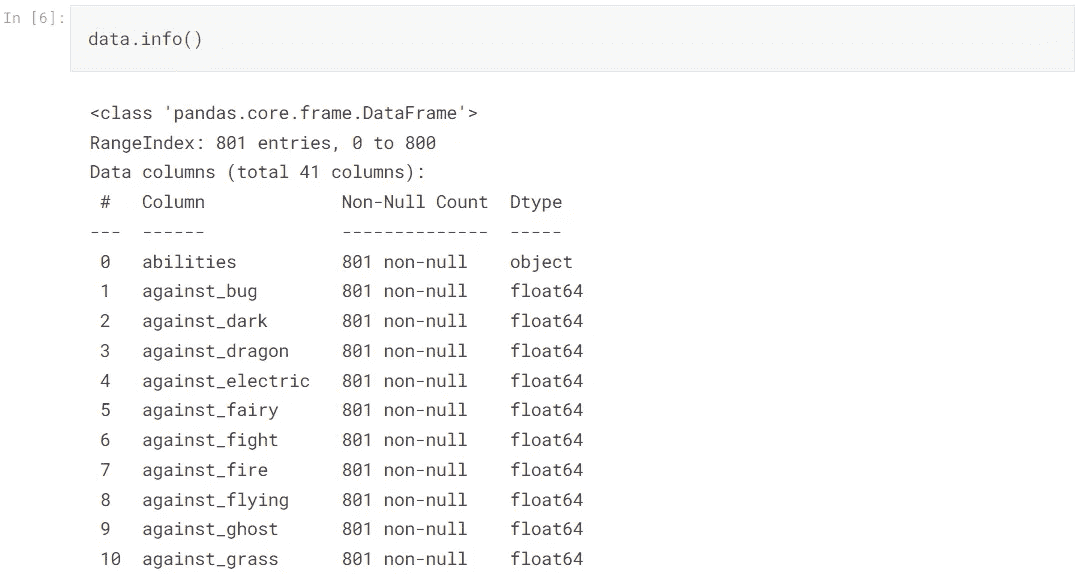 In [6]:
data.info()
<class 'pandas.core.frame.DataFrame'>
RangeIndex: 801 entries, 0 to 800
Data columns (total 41 columns):
 #   Column             Non-Null Count  Dtype
---  ------             --------------  -----
 0   abilities          801 non-null    object
 1   against_bug        801 non-null    float64
 2   against_dark       801 non-null    float64
 3   against_dragon     801 non-null    float64
 4   against_electric   801 non-null    float64
 5   against_fairy      801 non-null    float64
 6   against_fight      801 non-null    float64
 7   against_fire       801 non-null    float64
 8   against_flying     801 non-null    float64
 9   against_ghost      801 non-null    float64
 10  against_grass      801 non-null    float64